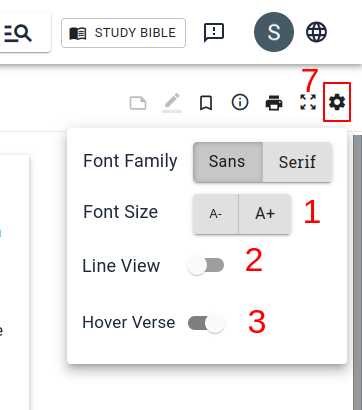 STUDY BIBLE
S
7
Font Family Sans Serif
Font Size A- A+ 1
Line View 2
Hover Verse 3